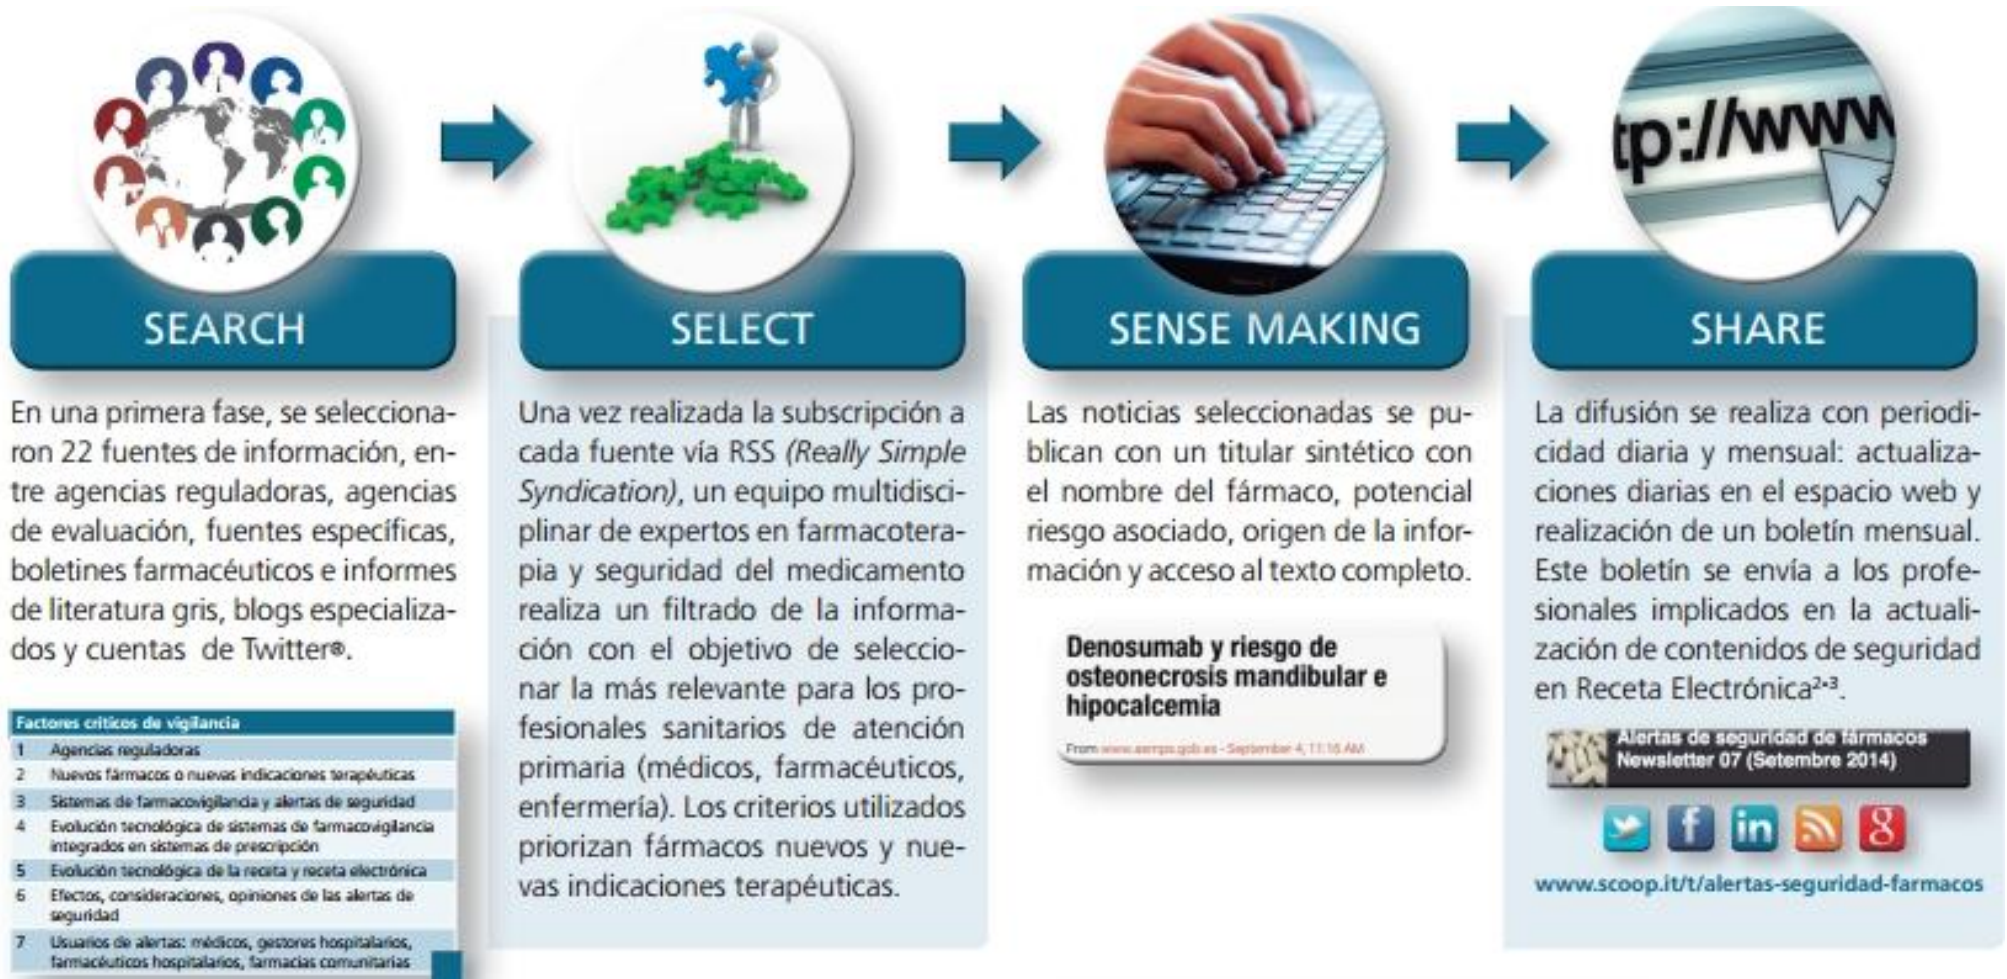 tp://www
SEARCH
En una primera fase, se selecciona-
ron 22 fuentes de información, en-
tre agencias reguladoras, agencias
de evaluación, fuentes específicas,
boletines farmacéuticos e informes
de literatura gris, blogs especializa-
dos y cuentas de Twitter®.
Factores críticos de vigilancia
1 Agencias reguladoras
2 Nuevos fármacos o nuevas indicaciones terapéuticas
3 Sistemas de farmacovigilancia y alertas de seguridad
4 Evolución tecnológica de sistemas de farmacovigilancia
integrados en sistemas de prescripción
5 Evolución tecnológica de la receta y receta electrónica
6 Efectos, consideraciones, opiniones de las alertas de
seguridad
7 Usuarios de alertas: médicos, gestores hospitalarios,
farmacéuticos hospitalarios, farmacias comunitarias
SELECT
Una vez realizada la subscripción a
cada fuente vía RSS (Really Simple
Syndication), un equipo multidisci-
plinar de expertos en farmacotera-
pia y seguridad del medicamento
realiza un filtrado de la informa-
ción con el objetivo de seleccio-
nar la más relevante para los pro-
fesionales sanitarios de atención
primaria (médicos, farmacéuticos,
enfermería). Los criterios utilizados
priorizan fármacos nuevos y nue-
vas indicaciones terapéuticas.
SENSE MAKING
Las noticias seleccionadas se pu-
blican con un titular sintético con
el nombre del fármaco, potencial
riesgo asociado, origen de la infor-
mación y acceso al texto completo.
Denosumab y riesgo de
osteonecrosis mandibular e
hipocalcemia
From www.aemps.gob.es - September 4, 11:16 AM
SHARE
La difusión se realiza con periodi-
cidad diaria y mensual: actualiza-
ciones diarias en el espacio web y
realización de un boletín mensual.
Este boletín se envía a los profe-
sionales implicados en la actuali-
zación de contenidos de seguridad
en Receta Electrónica²·³.
Alertas de seguridad de fármacos
Newsletter 07 (Setembre 2014)
f in 8
www.scoop.it/t/alertas-seguridad-farmacos